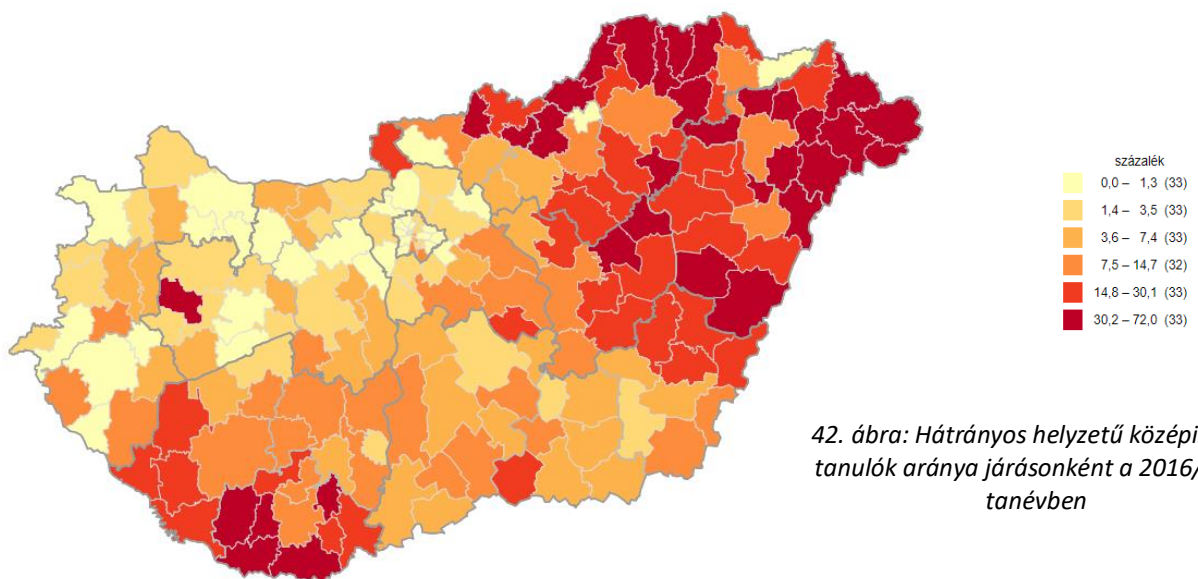 százalék
0,0 – 1,3 (33)
1,4 – 3,5 (33)
3,6 – 7,4 (33)
7,5 – 14,7 (32)
14,8 – 30,1 (33)
30,2 – 72,0 (33)
42. ábra: Hátrányos helyzetű középi
tanulók aránya járásonként a 2016/
tanévben